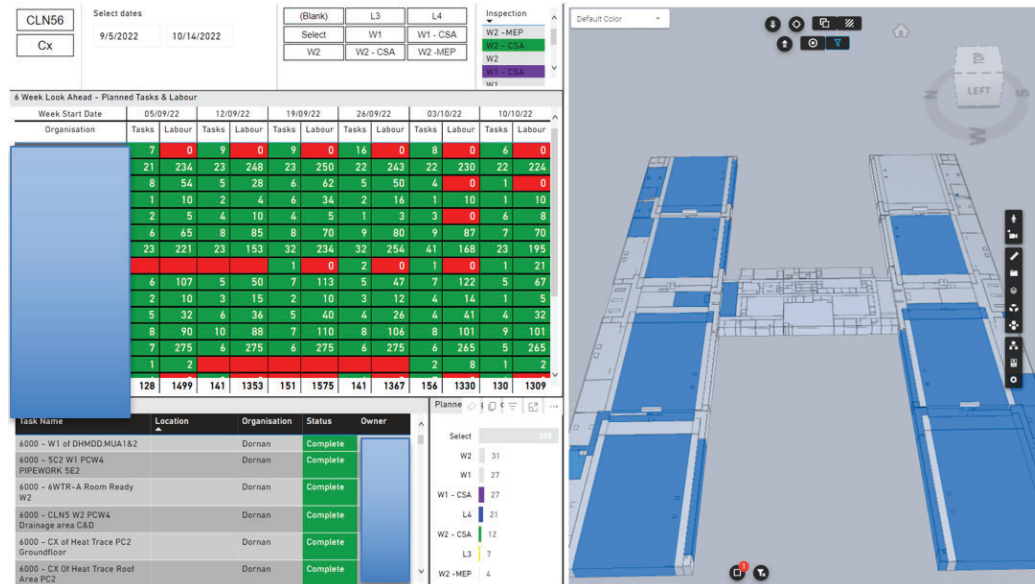 CLN56
Cx
Select dates
9/5/2022 10/14/2022
(Blank) L3 L4
Select W1 W1 - CSA
W2 W2 - CSA W2 -MEP
Inspection
W2 -MEP
W2 - CSA
W2
W1 - CSA
W1
Default Color
LEFT
N
S
W
6 Week Look Ahead - Planned Tasks & Labour
Week Start Date 05/09/22 12/09/22 19/09/22 26/09/22 03/10/22 10/10/22
Organisation Tasks Labour Tasks Labour Tasks Labour Tasks Labour Tasks Labour Tasks Labour
7 0 9 0 9 0 16 0 8 0 6 0
21 234 23 248 23 250 22 243 22 230 22 224
8 54 5 28 6 62 5 50 4 0 1 0
1 10 2 4 6 34 2 16 1 10 1 10
2 5 4 10 4 5 1 3 3 0 6 8
6 65 8 85 8 70 9 80 9 87 7 70
23 221 23 153 32 234 32 254 41 168 23 195
1 0 2 0 1 0 1 21
6 107 5 50 7 113 5 47 7 122 5 67
2 10 3 15 2 10 3 12 4 14 1 5
5 32 6 36 5 40 4 26 4 41 4 32
8 90 10 88 7 110 8 106 8 101 9 101
7 275 6 275 6 275 6 275 6 265 5 265
1 2 2 8 1 2
128 1499 141 1353 151 1575 141 1367 156 1330 130 1309
Task Name Location Organisation Status Owner
6000 - W1 of DHMDD.MUA1&2 Dornan Complete
6000 - 5C2 W1 PCW4 Dornan Complete
PIPEWORK 5E2
6000 - 6WTR-A Room Ready Dornan Complete
W2
6000 - CLN5 W2 PCW4 Dornan Complete
Drainage area C&D
6000 - CX of Heat Trace PC2 Dornan Complete
Groundfloor
6000 - CX Of Heat Trace Roof Dornan Complete
Area PC2
Planne
Select
W2 31
W1 27
W1 - CSA 27
L4 21
W2 - CSA 12
L3 7
W2 -MEP 4
1